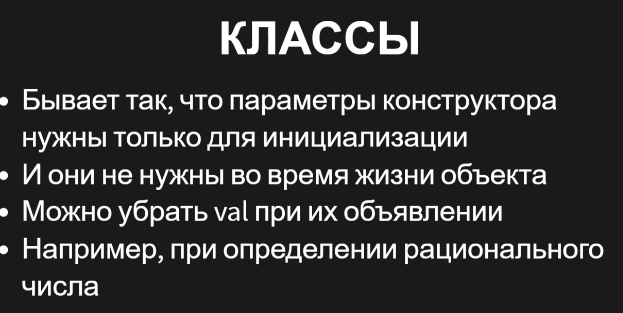 КЛАССЫ
• Бывает так, что параметры конструктора
нужны только для инициализации
• И они не нужны во время жизни объекта
• Можно убрать val при их объявлении
• Например, при определении рационального
числа